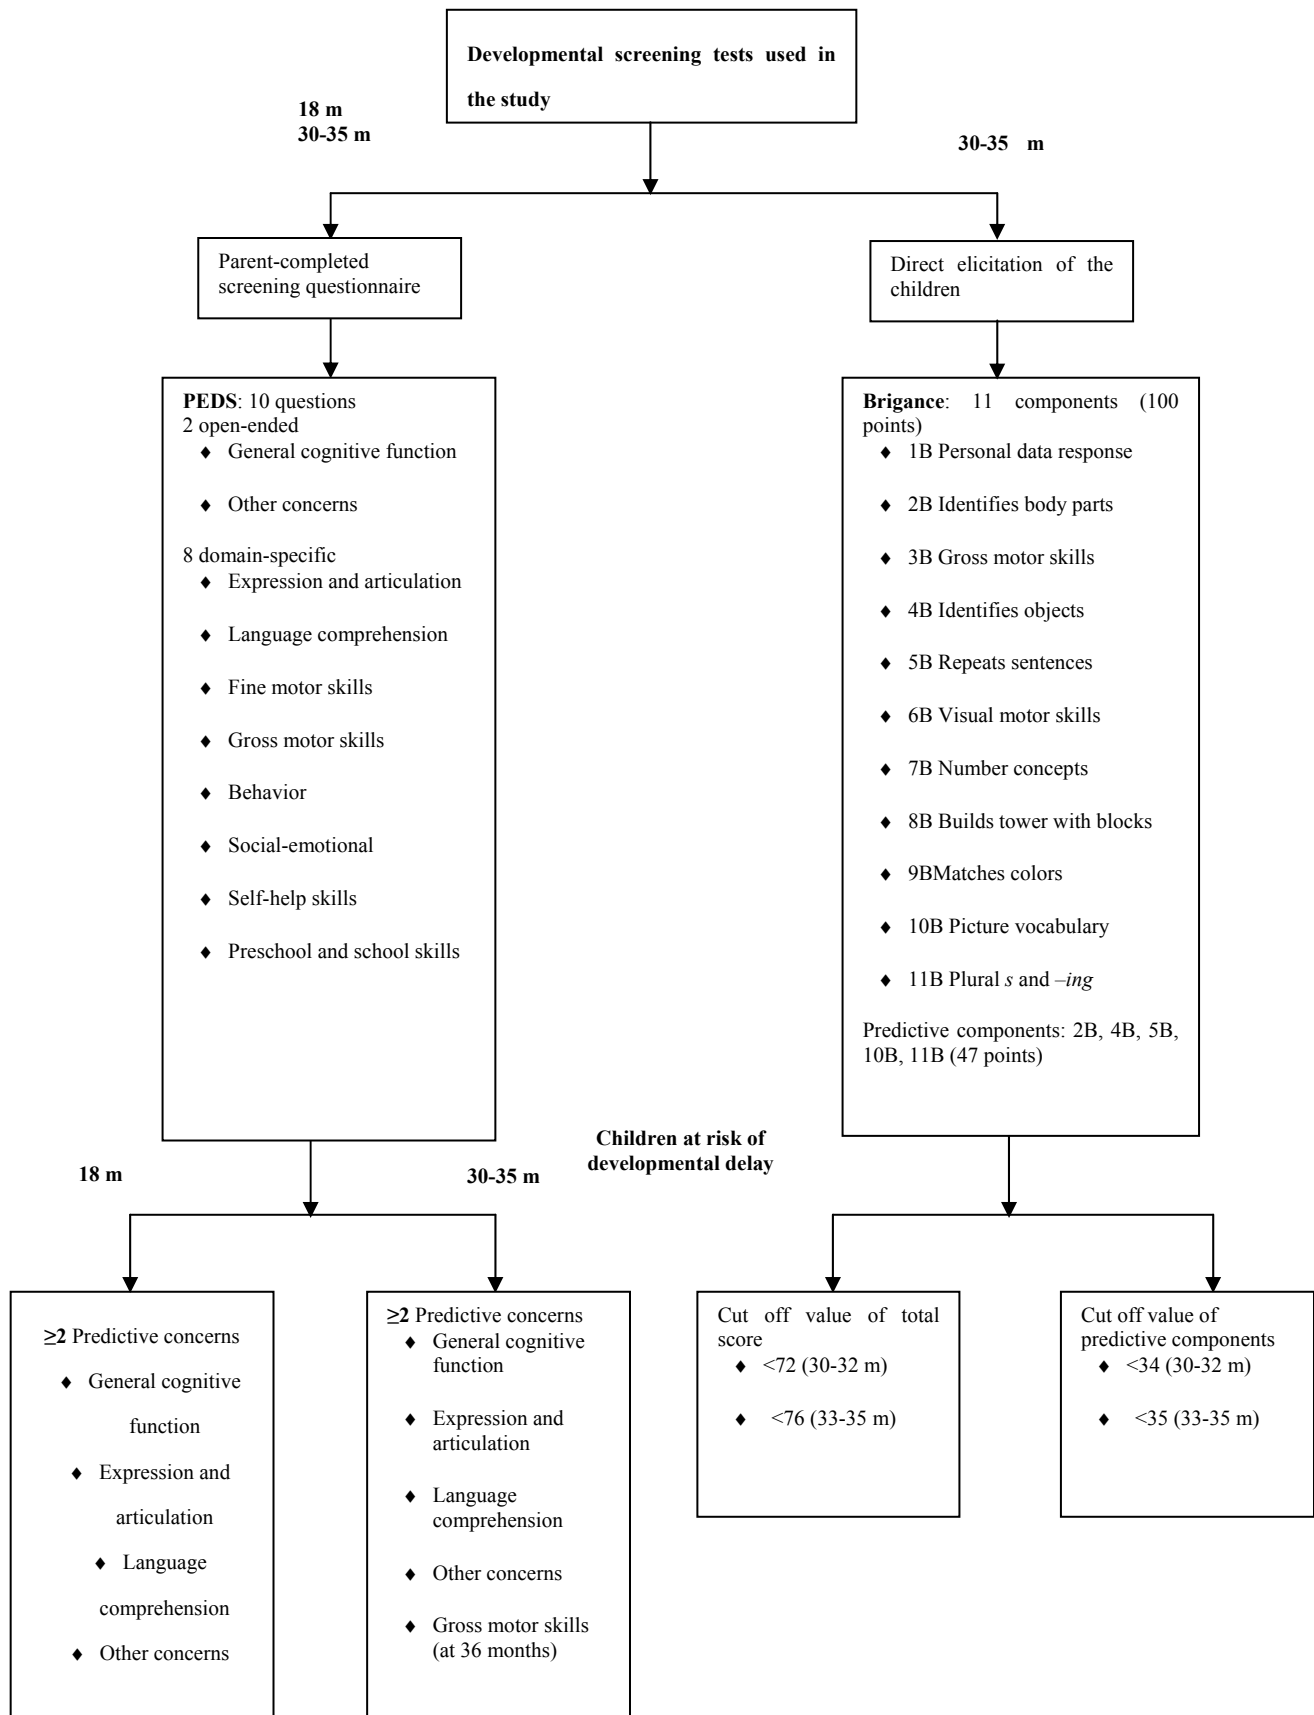 Developmental screening tests used in
the study
18 m
30-35 m
30-35 m
Parent-completed
screening questionnaire
Direct elicitation of the
children
PEDS: 10 questions
2 open-ended
♦ General cognitive function
♦ Other concerns
8 domain-specific
♦ Expression and articulation
♦ Language comprehension
♦ Fine motor skills
♦ Gross motor skills
♦ Behavior
♦ Social-emotional
♦ Self-help skills
♦ Preschool and school skills
Brigance: 11 components (100
points)
♦ 1B Personal data response
♦ 2B Identifies body parts
♦ 3B Gross motor skills
♦ 4B Identifies objects
♦ 5B Repeats sentences
♦ 6B Visual motor skills
♦ 7B Number concepts
♦ 8B Builds tower with blocks
♦ 9BMatches colors
♦ 10B Picture vocabulary
♦ 11B Plural s and –ing
Predictive components: 2B, 4B, 5B,
10B, 11B (47 points)
Children at risk of
developmental delay
18 m
30-35 m
≥2 Predictive concerns
♦ General cognitive
function
♦ Expression and
articulation
♦ Language
comprehension
♦ Other concerns
≥2 Predictive concerns
♦ General cognitive
function
♦ Expression and
articulation
♦ Language
comprehension
♦ Other concerns
♦ Gross motor skills
(at 36 months)
Cut off value of total
score
♦ <72 (30-32 m)
♦ <76 (33-35 m)
Cut off value of
predictive components
♦ <34 (30-32 m)
♦ <35 (33-35 m)